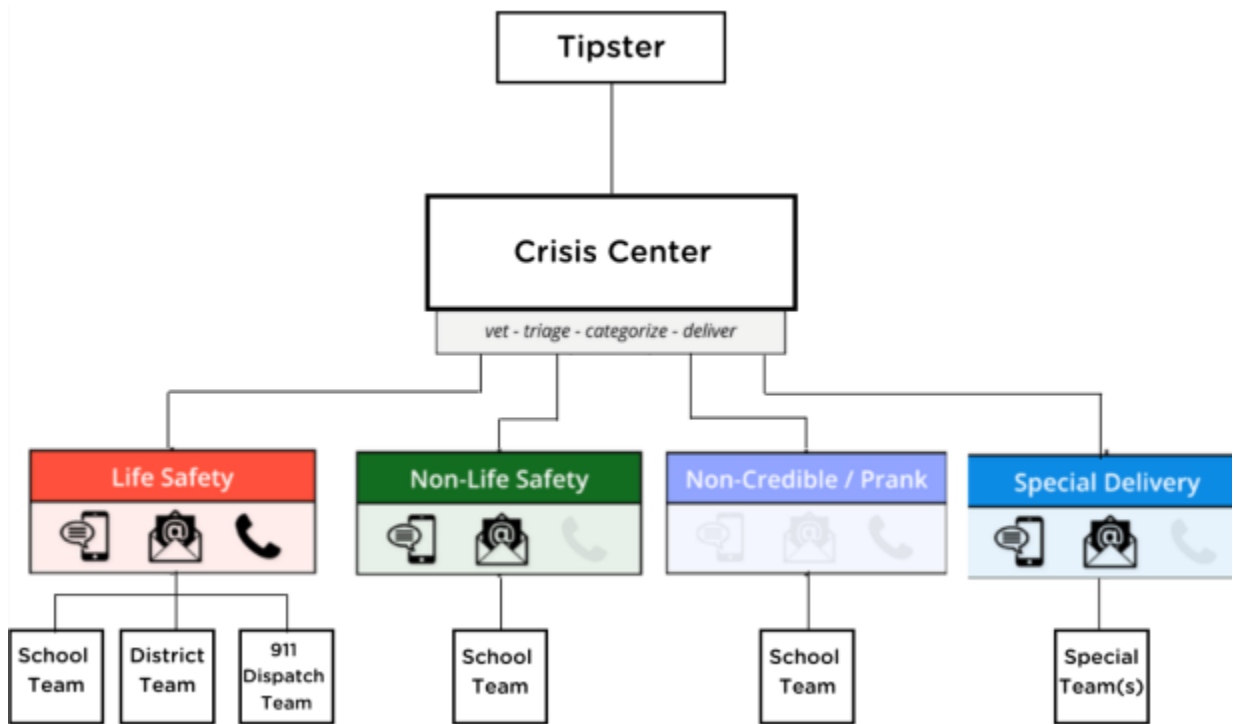 Tipster
Crisis Center
vet - triage - categorize - deliver
Life Safety
Non-Life Safety
Non-Credible / Prank
Special Delivery
School
Team
District
Team
911
Dispatch
Team
School
Team
School
Team
Special
Team(s)